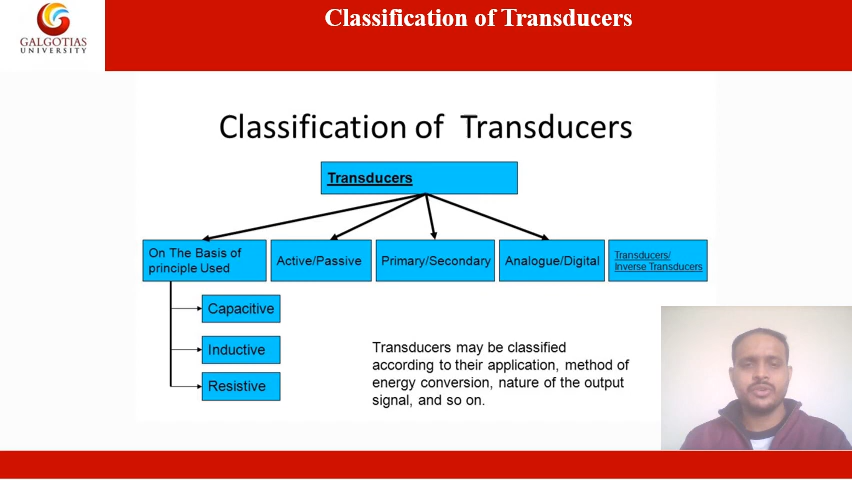 Classification of Transducers
GALGOTIAS
UNIVERSITY
Classification of Transducers
Transducers
On The Basis of
principle Used
Active/Passive
Primary/Secondary
Analogue/Digital
Transducers/
Inverse Transducers
Capacitive
Inductive
Resistive
Transducers may be classified
according to their application, method of
energy conversion, nature of the output
signal, and so on.